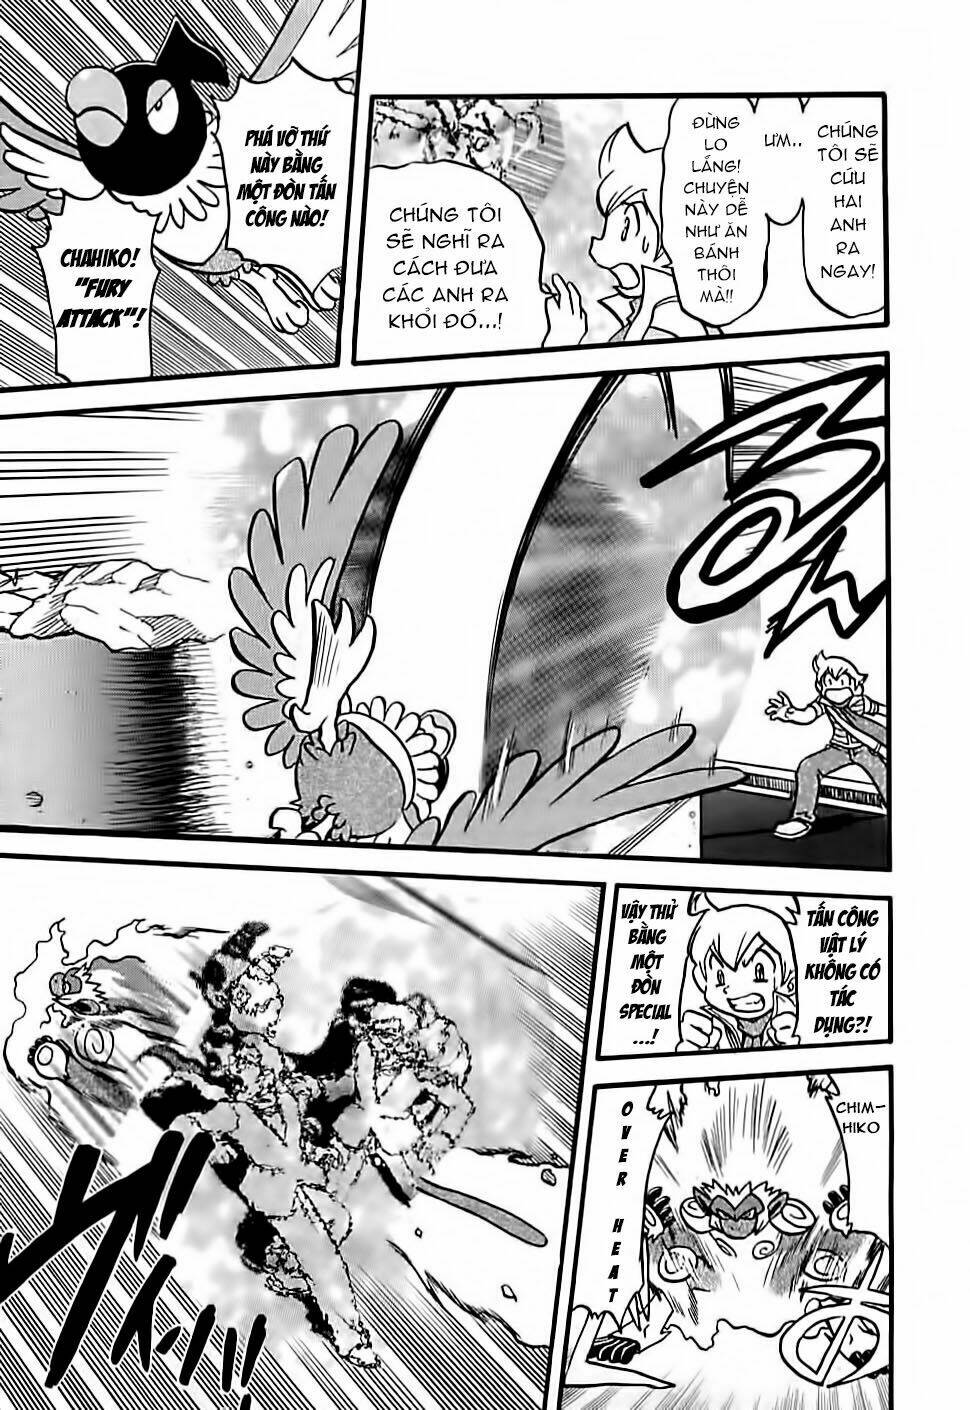 CHÚNG
TÔI SẼ
CỨU
HAI
ANH
RA
NGAY!
ƯM..
ĐỪNG
LO
LẮNG!
CHUYỆN
NÀY DỄ
NHƯ ĂN
BÁNH
THÔI
MÀ!!
CHÚNG TÔI
SẼ NGHĨ RA
CÁCH ĐƯA
CÁC ANH RA
KHỎI ĐÓ...!
PHÁ VỠ THỨ
NÀY BẰNG
MỘT ĐÒN TẤN
CÔNG NÀO!
CHAHIKO!
"FURY
ATTACK"!
TẤN CÔNG
VẬT LÝ
KHÔNG CÓ
TÁC
DỤNG?!
VẬY THỬ
BẰNG
MỘT
ĐÒN
SPECIAL
...!
CHIM-
HIKO
OVER HEAT